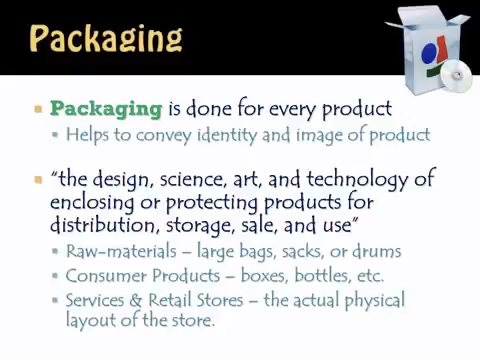 Packaging
Packaging is done for every product
Helps to convey identity and image of product
“the design, science, art, and technology of
enclosing or protecting products for
distribution, storage, sale, and use”
Raw-materials – large bags, sacks, or drums
Consumer Products – boxes, bottles, etc.
Services & Retail Stores – the actual physical
layout of the store.